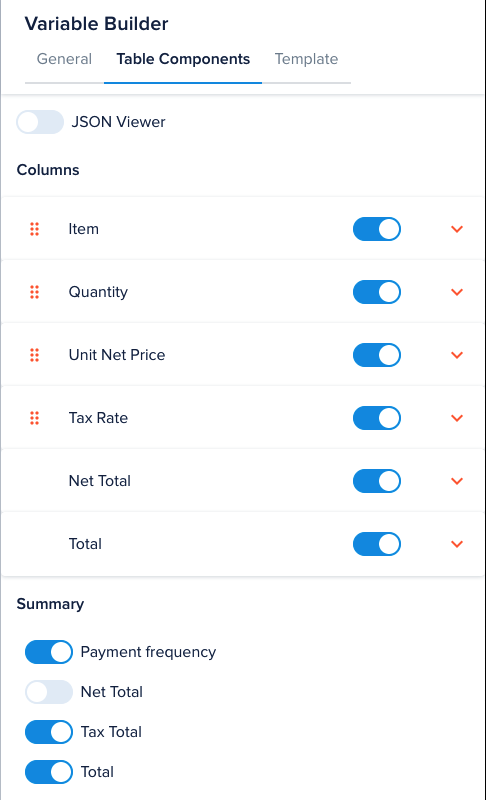 Variable Builder
General Table Components Template
JSON Viewer
Columns
Item
Quantity
Unit Net Price
Tax Rate
Net Total
Total
Summary
Payment frequency
Net Total
Tax Total
Total